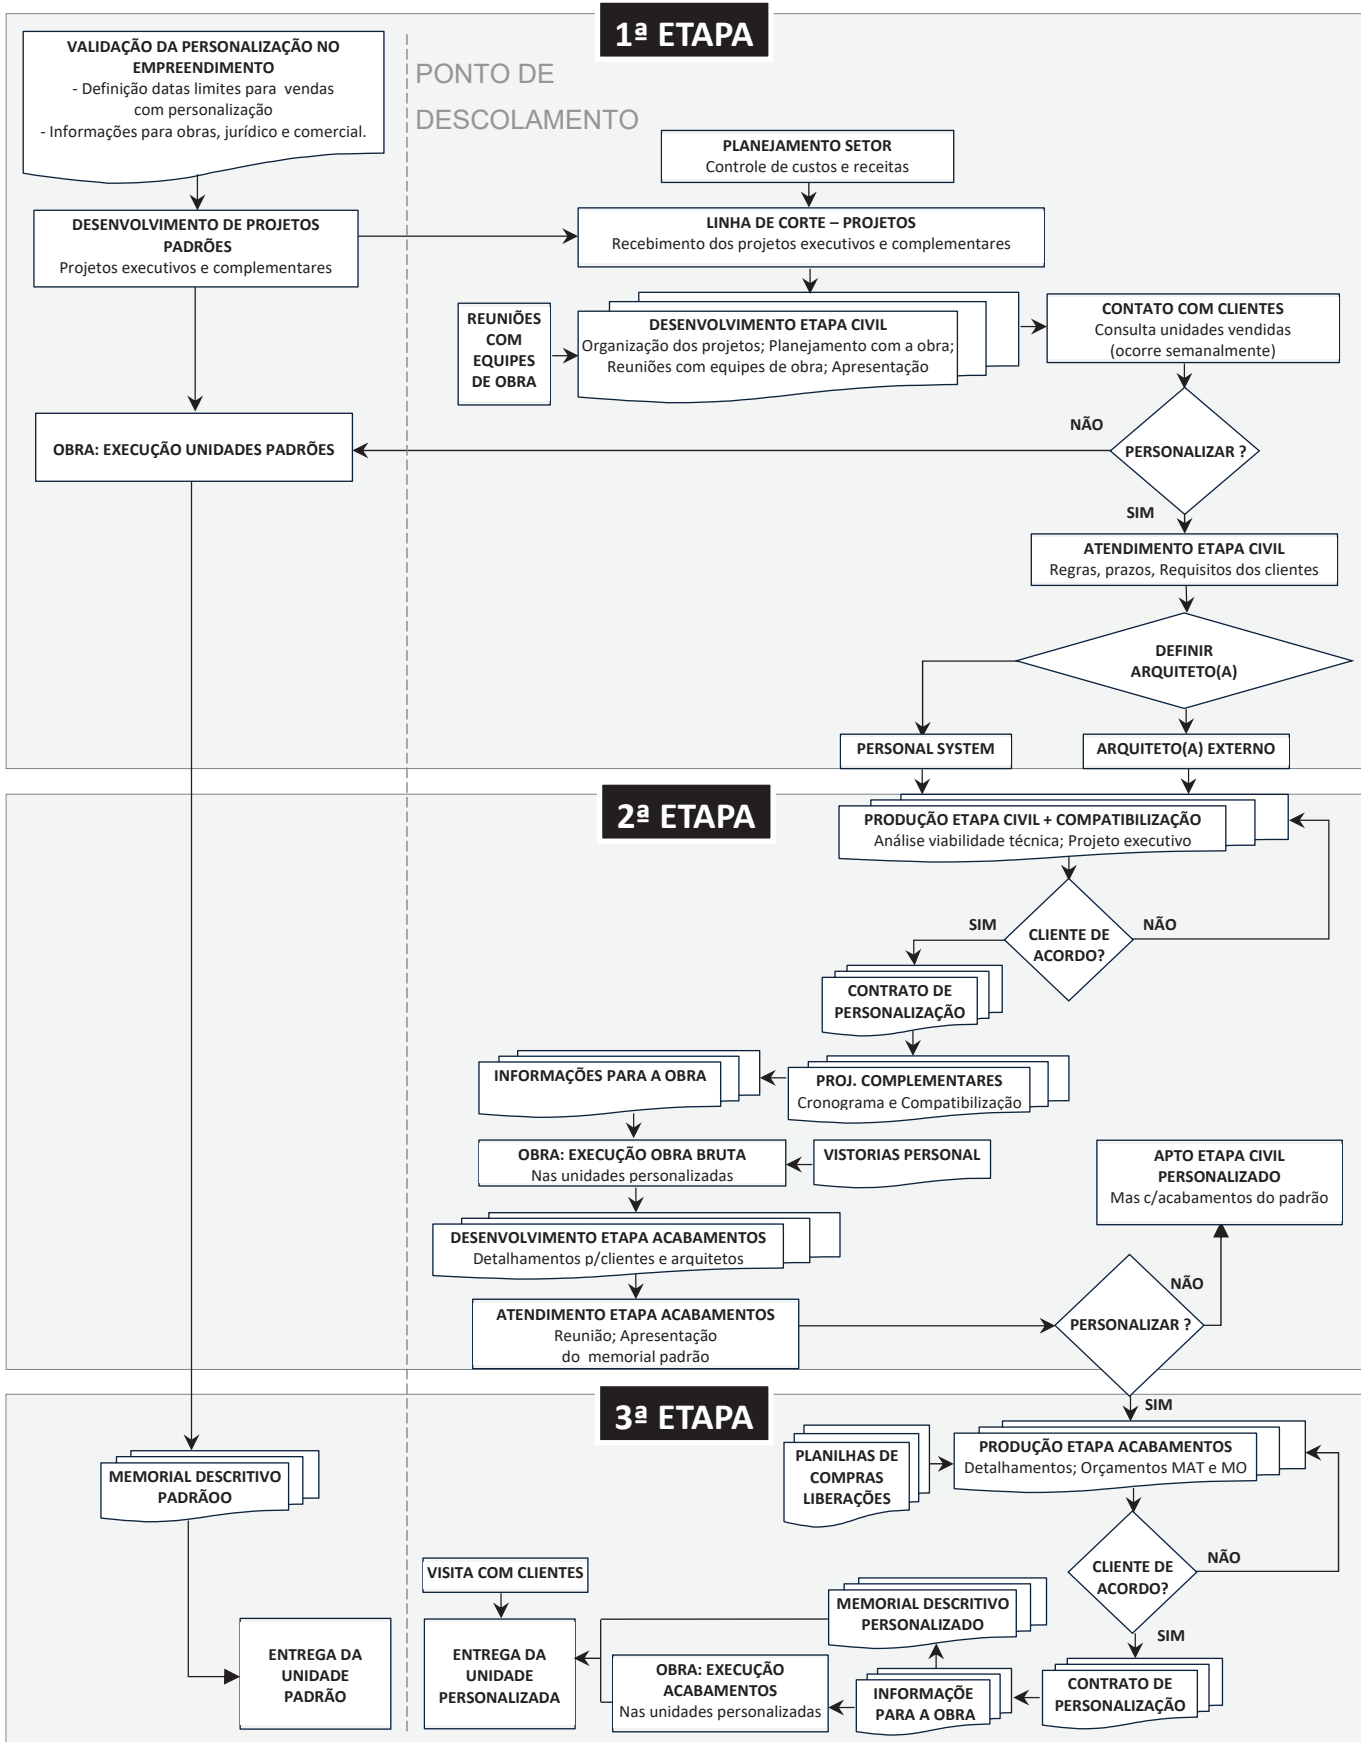 1ª ETAPA
VALIDAÇÃO DA PERSONALIZAÇÃO NO
EMPREENDIMENTO
- Definição datas limites para vendas
com personalização
- Informações para obras, jurídico e comercial.
PONTO DE
DESCOLAMENTO
PLANEJAMENTO SETOR
Controle de custos e receitas
DESENVOLVIMENTO DE PROJETOS
PADRÕES
Projetos executivos e complementares
LINHA DE CORTE – PROJETOS
Recebimento dos projetos executivos e complementares
REUNIÕES
COM
EQUIPES
DE OBRA
DESENVOLVIMENTO ETAPA CIVIL
Organização dos projetos; Planejamento com a obra;
Reuniões com equipes de obra; Apresentação
CONTATO COM CLIENTES
Consulta unidades vendidas
(ocorre semanalmente)
NÃO
PERSONALIZAR ?
OBRA: EXECUÇÃO UNIDADES PADRÕES
SIM
ATENDIMENTO ETAPA CIVIL
Regras, prazos, Requisitos dos clientes
DEFINIR
ARQUITETO(A)
PERSONAL SYSTEM
ARQUITETO(A) EXTERNO
2ª ETAPA
PRODUÇÃO ETAPA CIVIL + COMPATIBILIZAÇÃO
Análise viabilidade técnica; Projeto executivo
SIM
CLIENTE DE
ACORDO?
NÃO
CONTRATO DE
PERSONALIZAÇÃO
INFORMAÇÕES PARA A OBRA
PROJ. COMPLEMENTARES
Cronograma e Compatibilização
OBRA: EXECUÇÃO OBRA BRUTA
Nas unidades personalizadas
VISTORIAS PERSONAL
APTO ETAPA CIVIL
PERSONALIZADO
Mas c/acabamentos do padrão
DESENVOLVIMENTO ETAPA ACABAMENTOS
Detalhamentos p/clientes e arquitetos
NÃO
ATENDIMENTO ETAPA ACABAMENTOS
Reunião; Apresentação
do memorial padrão
PERSONALIZAR ?
3ª ETAPA
SIM
MEMORIAL DESCRITIVO
PADRÃOO
PLANILHAS DE
COMPRAS
LIBERAÇÕES
PRODUÇÃO ETAPA ACABAMENTOS
Detalhamentos; Orçamentos MAT e MO
CLIENTE DE
ACORDO?
NÃO
VISITA COM CLIENTES
MEMORIAL DESCRITIVO
PERSONALIZADO
SIM
ENTREGA DA
UNIDADE
PADRÃO
ENTREGA DA
UNIDADE
PERSONALIZADA
OBRA: EXECUÇÃO
ACABAMENTOS
Nas unidades personalizadas
INFORMAÇÕE
PARA A OBRA
CONTRATO DE
PERSONALIZAÇÃO